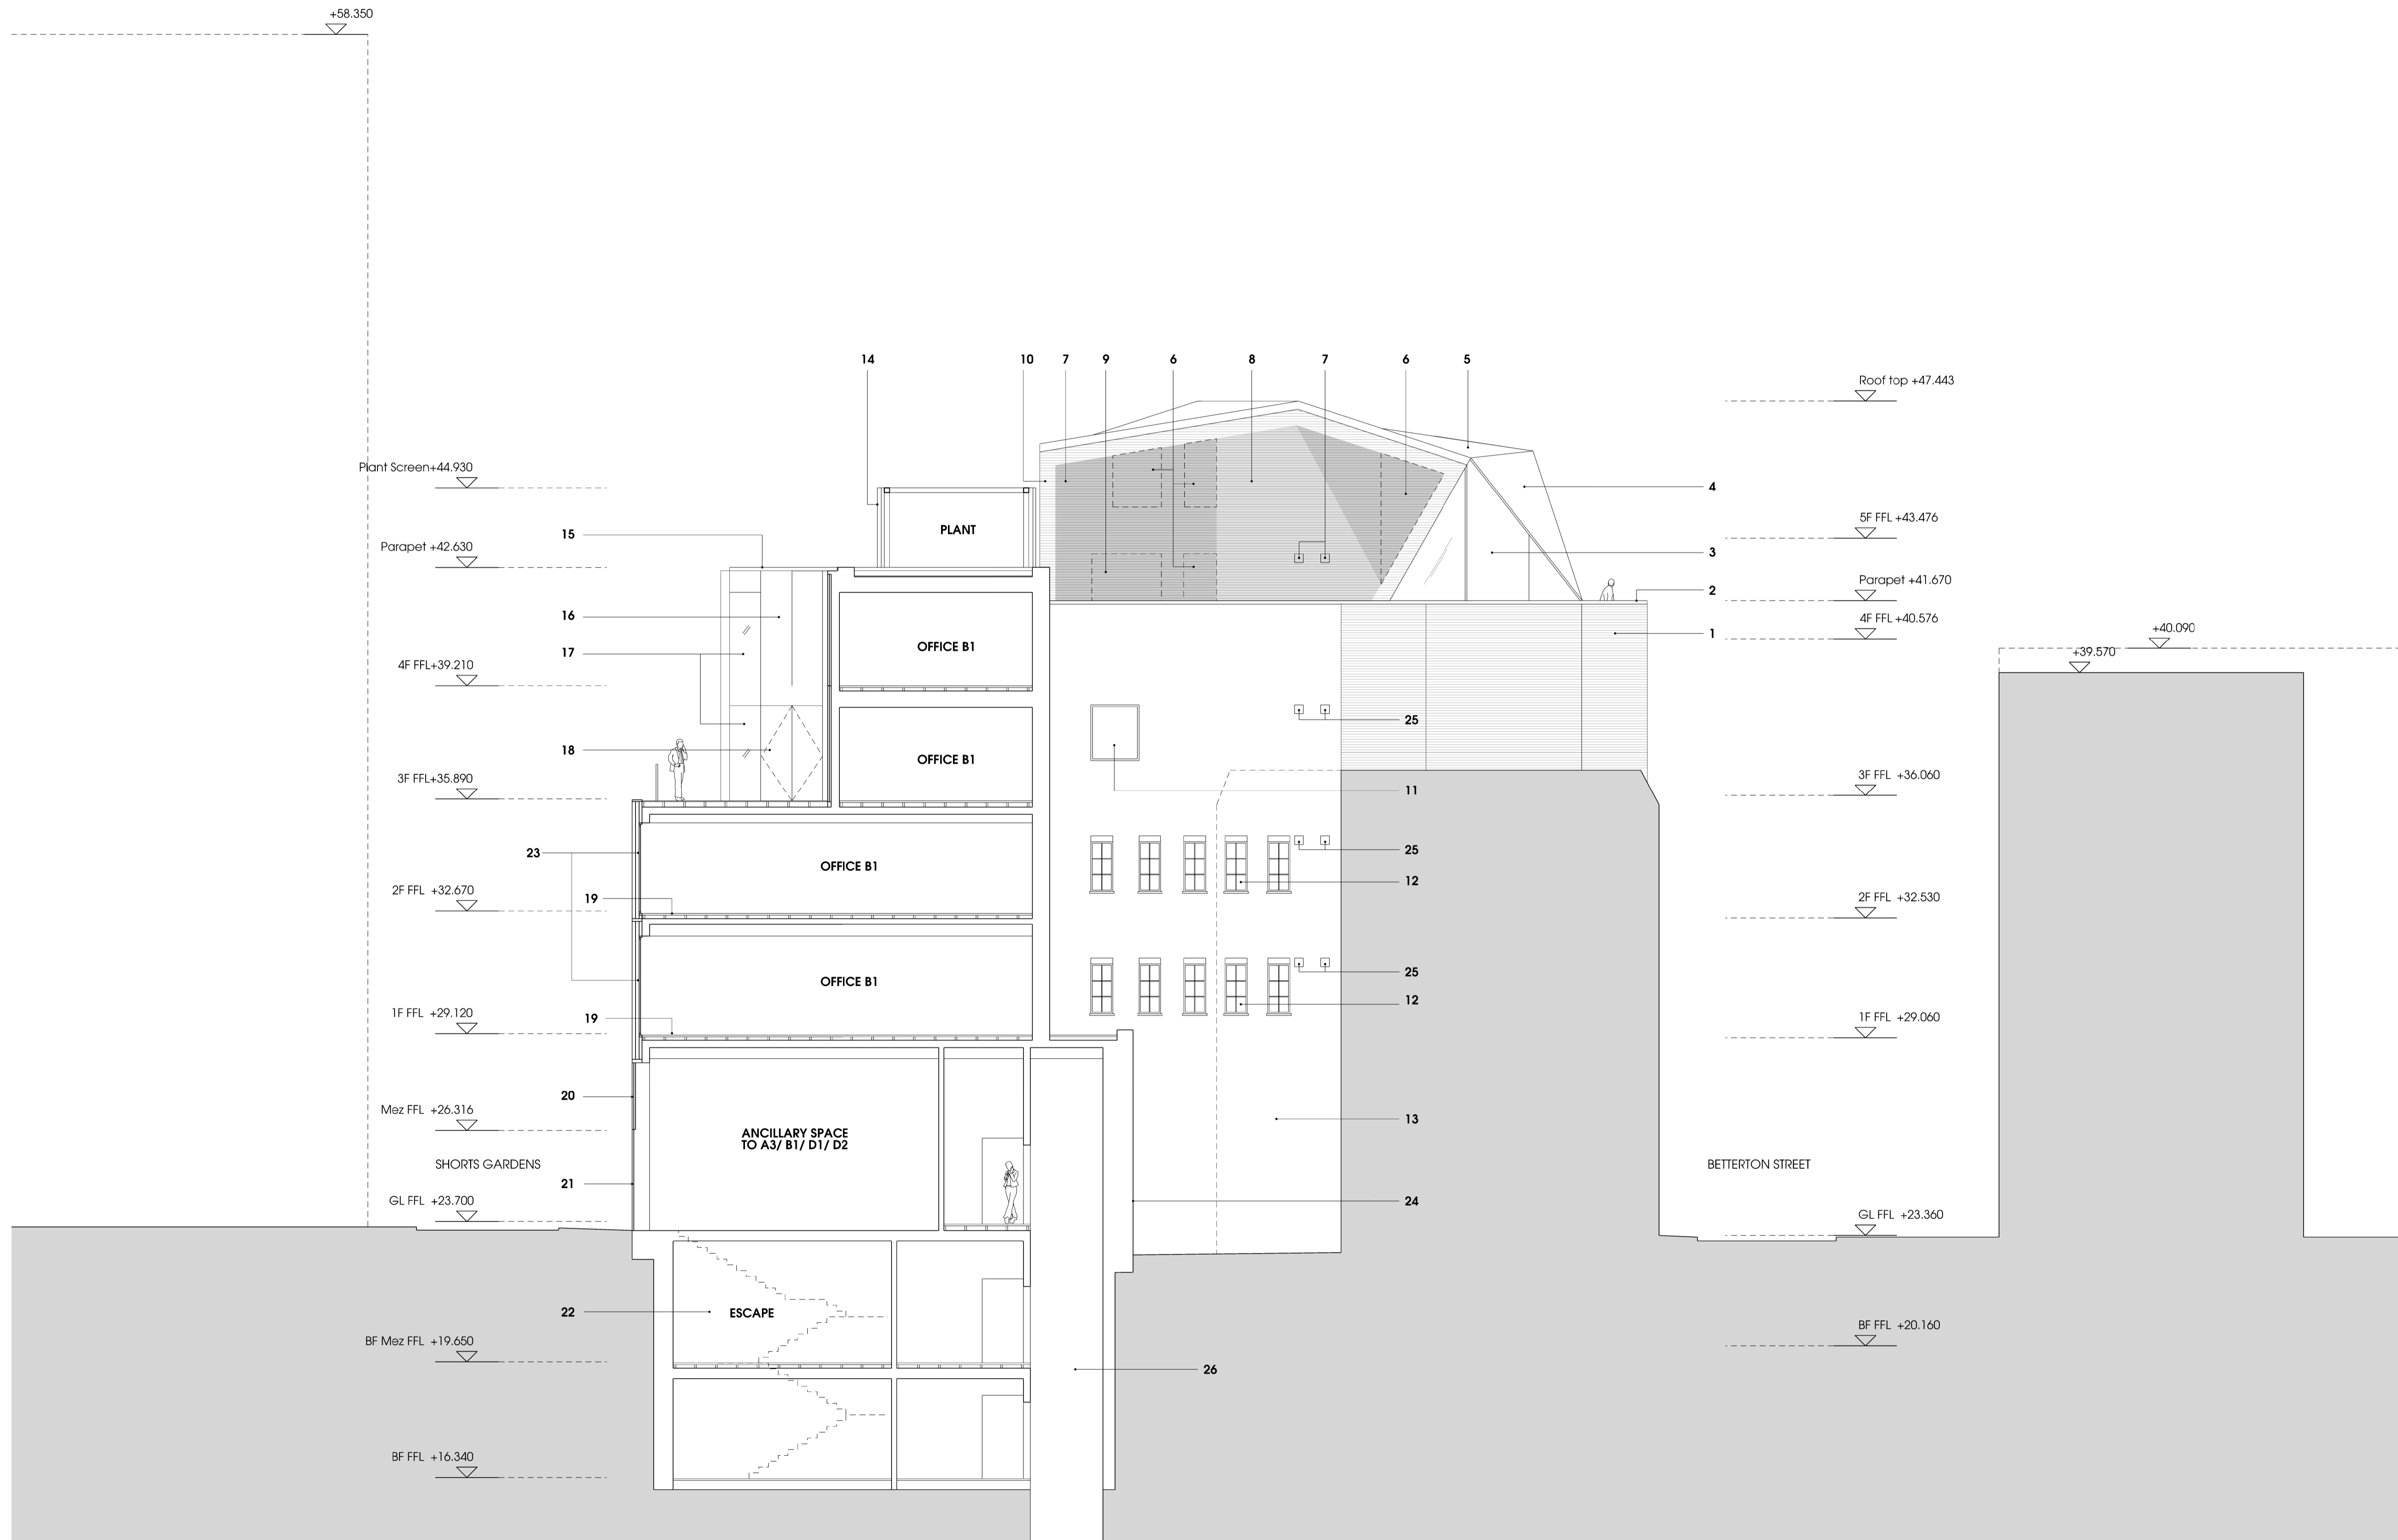 +58.350
14
10
7
9
6
8
7
6
5
Roof top +47.443
Plant Screen+44.930
4
PLANT
5F FFL +43.476
15
Parapet +42.630
3
Parapet +41.670
2
16
4F FFL +40.576
1
+40.090
OFFICE B1
17
+39.570
4F FFL+39.210
25
18
OFFICE B1
3F FFL+35.890
3F FFL +36.060
11
23
25
OFFICE B1
12
2F FFL +32.670
19
2F FFL +32.530
25
OFFICE B1
12
1F FFL +29.120
19
1F FFL +29.060
20
Mez FFL +26.316
13
ANCILLARY SPACE
TO A3/ B1/ D1/ D2
SHORTS GARDENS
BETTERTON STREET
21
GL FFL +23.700
24
GL FFL +23.360
22
ESCAPE
BF FFL +20.160
BF Mez FFL +19.650
26
BF FFL +16.340